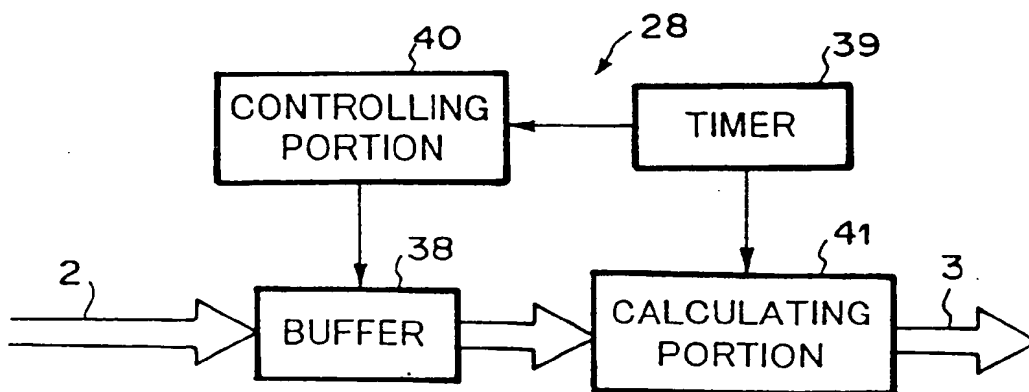 40
28
39
CONTROLLING
PORTION
TIMER
2
38
41
3
BUFFER
CALCULATING
PORTION